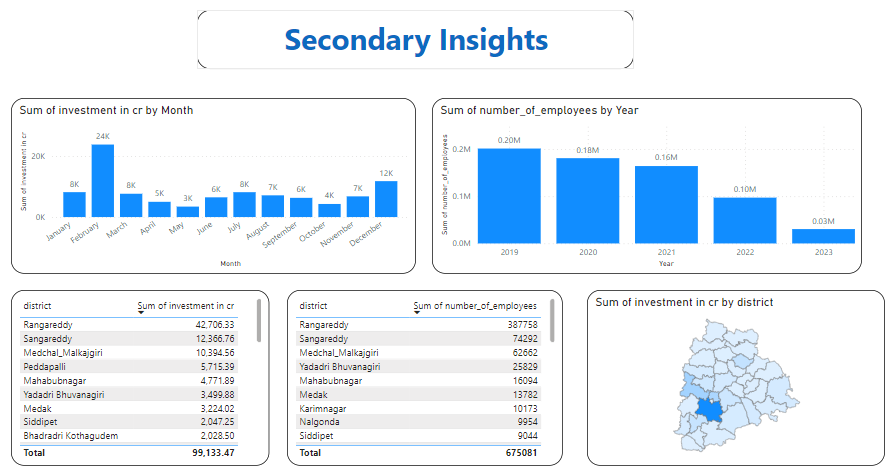 Secondary Insights
Sum of investment in cr by Month
Sum of investment in cr
20K
0K
8K
24K
8K
5K
3K
6K
8K
7K
6K
4K
7K
12K
January
February
March
April
May
June
July
August
September
October
November
December
Month
Sum of number_of_employees by Year
Sum of number_of_employees
0.2M
0.1M
0.0M
0.20M
0.18M
0.16M
0.10M
0.03M
2019
2020
2021
2022
2023
Year
district Sum of investment in cr
Rangareddy 42,706.33
Sangareddy 12,366.76
Medchal_Malkajgiri 10,394.56
Peddapalli 5,715.39
Mahabubnagar 4,771.89
Yadadri Bhuvanagiri 3,499.88
Medak 3,224.02
Siddipet 2,047.25
Bhadradri Kothagudem 2,028.50
Total 99,133.47
district Sum of number_of_employees
Rangareddy 387758
Sangareddy 74292
Medchal_Malkajgiri 62662
Yadadri Bhuvanagiri 25829
Mahabubnagar 16094
Medak 13782
Karimnagar 10173
Nalgonda 9954
Siddipet 9044
Total 675081
Sum of investment in cr by district